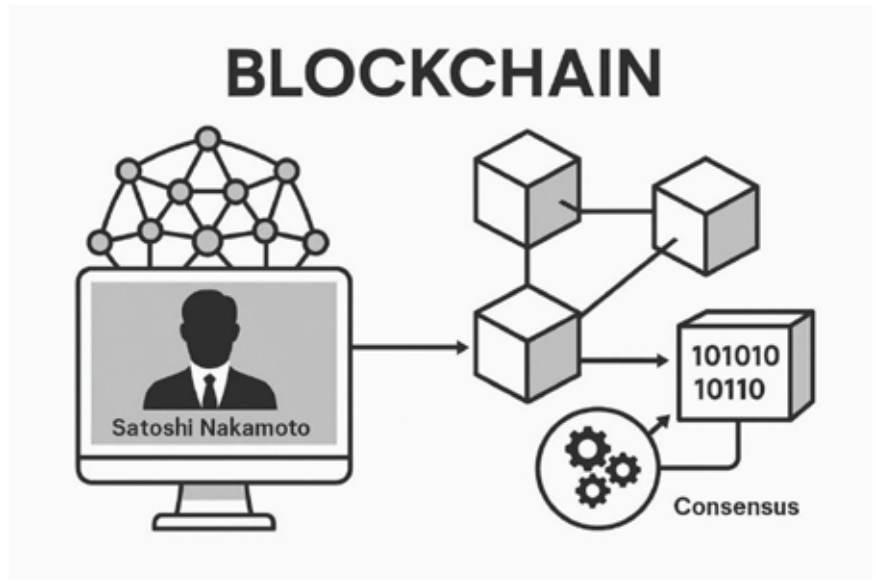 BLOCKCHAIN
Satoshi Nakamoto
101010
10110
Consensus